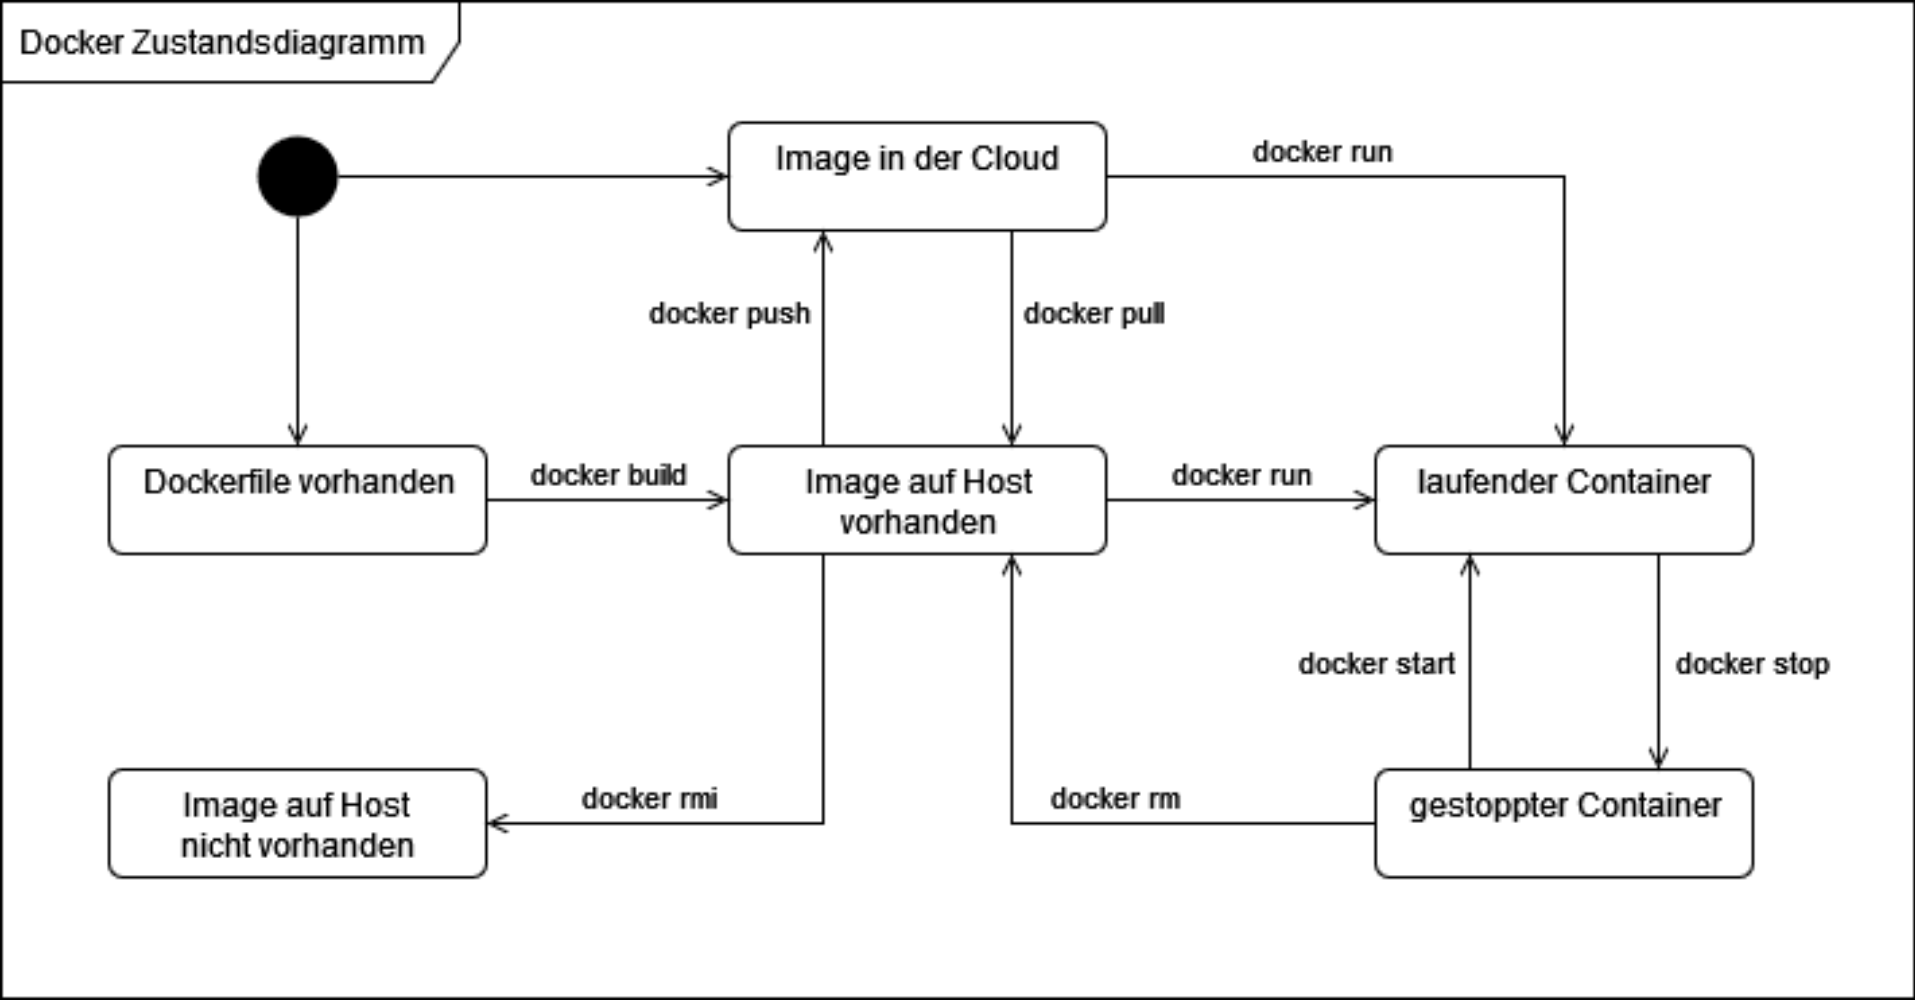 Docker Zustandsdiagramm
Image in der Cloud
docker run
docker push
docker pull
Dockerfile vorhanden
docker build
Image auf Host
vorhanden
docker run
laufender Container
docker start
docker stop
Image auf Host
nicht vorhanden
docker rmi
docker rm
gestoppter Container